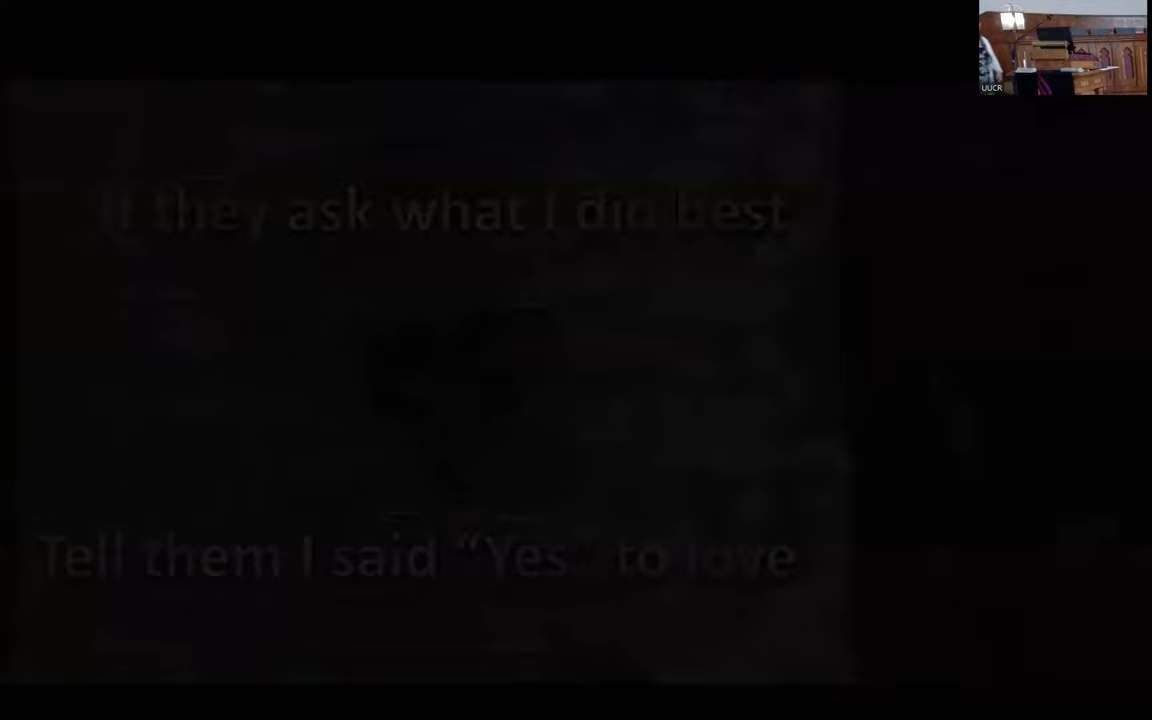 UUCR
If they ask what I did best
Tell them I said “Yes” to love